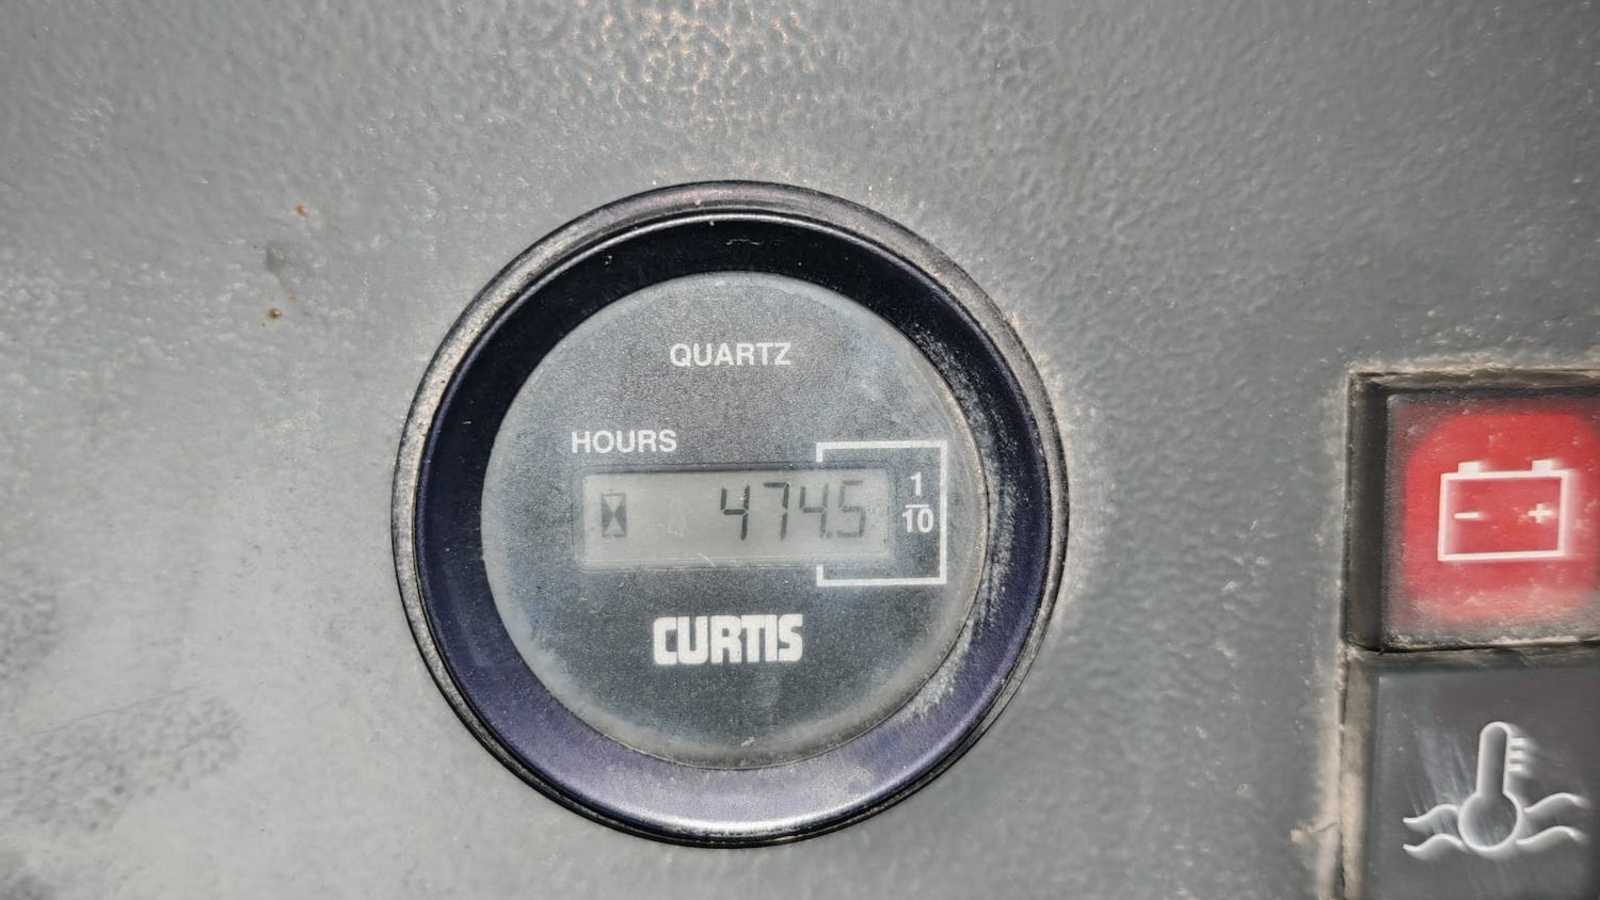 QUARTZ
HOURS
474.5
1
10
CURTIS
- +